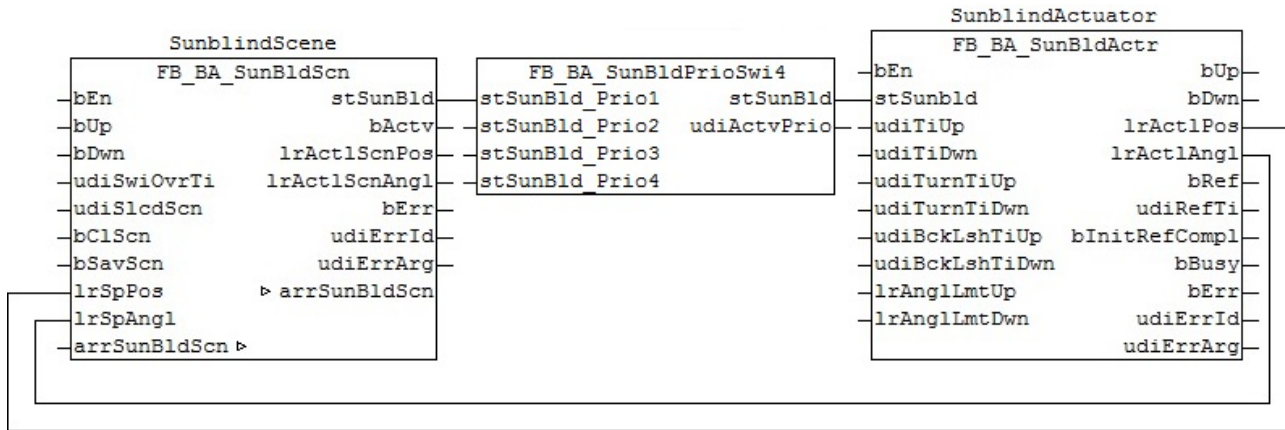 SunblindScene
FB_BA_SunBldScn
bEn
bUp
bDwn
udiSwiOvrTi
udiSlcdScn
bClScn
bSavScn
lrSpPos
lrSpAngl
arrSunBldScn
stSunBld
bActv
lrActlScnPos
lrActlScnAngl
bErr
udiErrId
udiErrArg
arrSunBldScn
FB_BA_SunBldPrioSwi4
stSunBld_Prio1
stSunBld_Prio2
stSunBld_Prio3
stSunBld_Prio4
stSunBld
udiActvPrio
SunblindActuator
FB_BA_SunBldActr
bEn
stSunbld
udiTiUp
udiTiDwn
udiTurnTiUp
udiTurnTiDwn
udiBckLshTiUp
udiBckLshTiDwn
lrAnglLmtUp
lrAnglLmtDwn
bUp
bDwn
lrActlPos
lrActlAngl
bRef
udiRefTi
bInitRefCompl
bBusy
bErr
udiErrId
udiErrArg